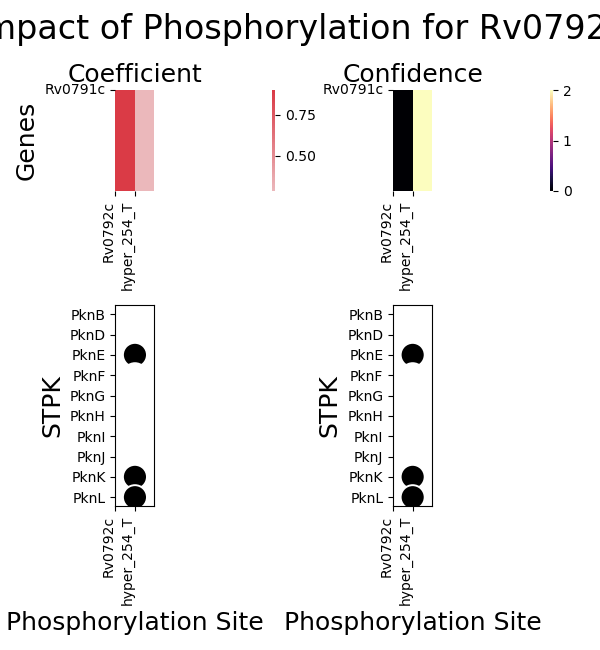 mpact of Phosphorylation for Rv0792
Coefficient Confidence
Rv0791c Rv0791c
Genes
0.75
0.50
2
1
0
Rv0792c
hyper_254_T
Rv0792c
hyper_254_T
STPK
PknB
PknD
PknE
PknF
PknG
PknH
PknI
PknJ
PknK
PknL
STPK
PknB
PknD
PknE
PknF
PknG
PknH
PknI
PknJ
PknK
PknL
Rv0792c
hyper_254_T
Rv0792c
hyper_254_T
Phosphorylation Site Phosphorylation Site